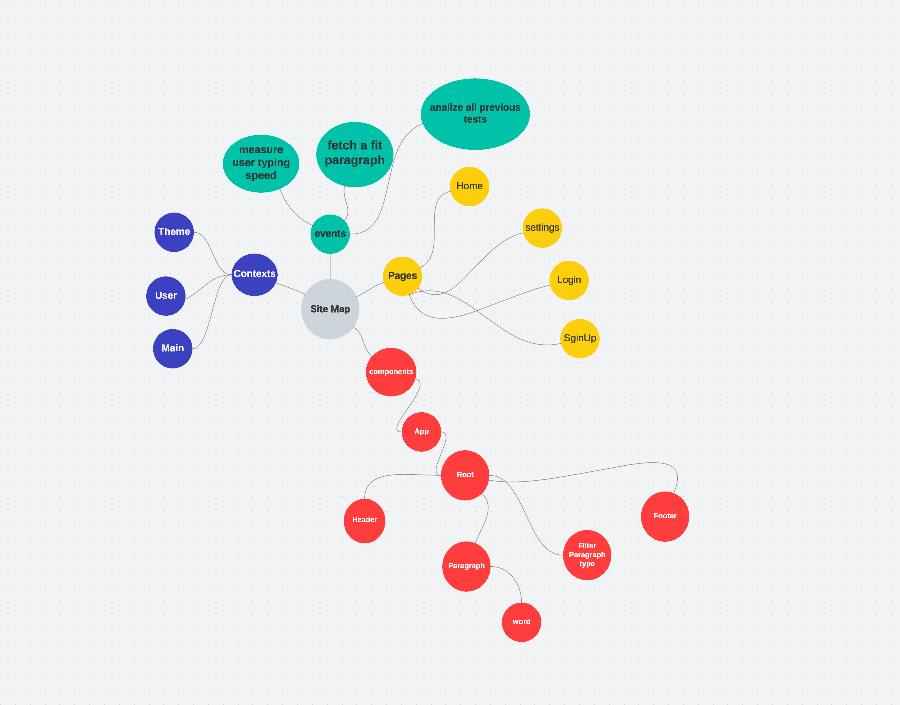 analize all previous
tests
fetch a fit
paragraph
measure
user typing
speed
Home
settings
Theme
events
Contexts
Pages
Login
User
Site Map
SginUp
Main
components
App
Root
Header
Footer
Filter
Paragraph
typo
Paragraph
word